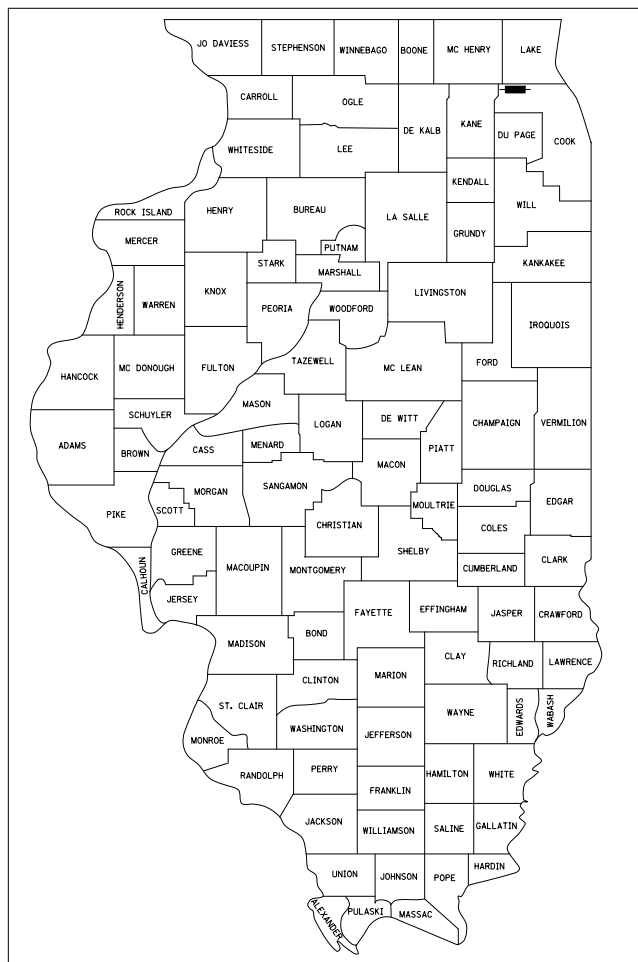 JO DAVIESS
STEPHENSON
WINNEBAGO
BOONE
MC HENRY
LAKE
CARROLL
OGLE
DE KALB
KANE
DU PAGE
COOK
WHITESIDE
LEE
KENDALL
ROCK ISLAND
HENRY
BUREAU
LA SALLE
WILL
MERCER
PUTNAM
GRUNDY
STARK
MARSHALL
KANKAKEE
HENDERSON
WARREN
KNOX
PEORIA
WOODFORD
LIVINGSTON
IROQUOIS
HANCOCK
MC DONOUGH
FULTON
TAZEWELL
MC LEAN
FORD
MASON
SCHUYLER
LOGAN
DE WITT
CHAMPAIGN
VERMILION
ADAMS
BROWN
CASS
MENARD
PIATT
MACON
MORGAN
SANGAMON
DOUGLAS
PIKE
SCOTT
CHRISTIAN
MOULTRIE
EDGAR
COLES
GREENE
MACOUPIN
MONTGOMERY
SHELBY
CUMBERLAND
CLARK
CALHOUN
JERSEY
FAYETTE
EFFINGHAM
JASPER
CRAWFORD
MADISON
BOND
CLAY
RICHLAND
LAWRENCE
CLINTON
MARION
ST. CLAIR
WAYNE
EDWARDS
WABASH
WASHINGTON
JEFFERSON
MONROE
RANDOLPH
PERRY
HAMILTON
WHITE
FRANKLIN
JACKSON
WILLIAMSON
SALINE
GALLATIN
UNION
JOHNSON
POPE
HARDIN
ALEXANDER
PULASKI
MASSAC